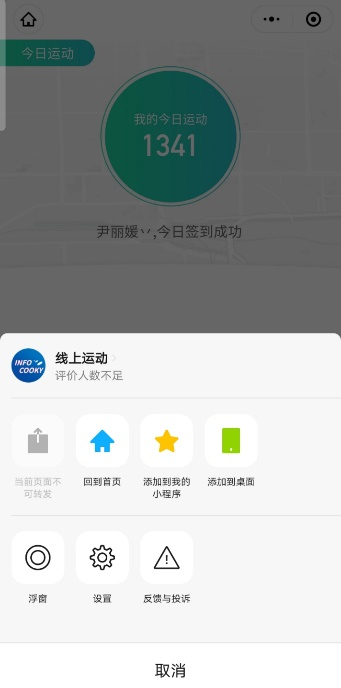 今日运动
我的今日运动
1341
尹丽媛丷,今日签到成功
INFO
COOKY
线上运动
评价人数不足
当前页面不
可转发
回到首页
添加到我的
小程序
添加到桌面
浮窗
设置
反馈与投诉
取消